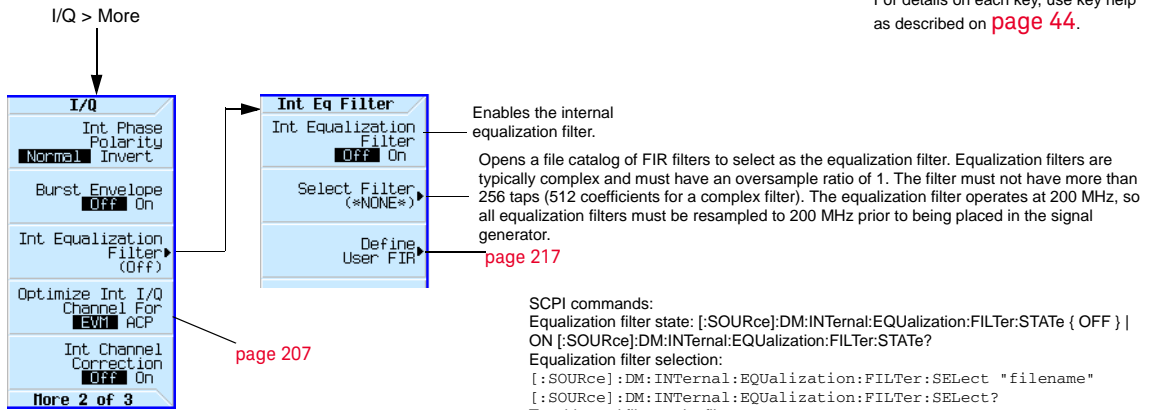 For details on each key, use key help
as described on page 44.
I/Q > More
I/Q
Int Phase
Polarity
Normal Invert
Burst Envelope
Off On
Int Equalization
Filter
(Off)
Optimize Int I/Q
Channel For
EVM ACP
Int Channel
Correction
Off On
More 2 of 3
page 207
Int Eq Filter
Int Equalization
Filter
Off On
Select Filter
(*NONE*)
Define
User FIR
Enables the internal
equalization filter.
Opens a file catalog of FIR filters to select as the equalization filter. Equalization filters are
typically complex and must have an oversample ratio of 1. The filter must not have more than
256 taps (512 coefficients for a complex filter). The equalization filter operates at 200 MHz, so
all equalization filters must be resampled to 200 MHz prior to being placed in the signal
generator.
page 217
SCPI commands:
Equalization filter state: [:SOURce]:DM:INTernal:EQUalization:FILTer:STATe { OFF } |
ON [:SOURce]:DM:INTernal:EQUalization:FILTer:STATe?
Equalization filter selection:
[:SOURce]:DM:INTernal:EQUalization:FILTer:SELect "filename"
[:SOURce]:DM:INTernal:EQUalization:FILTer:SELect?